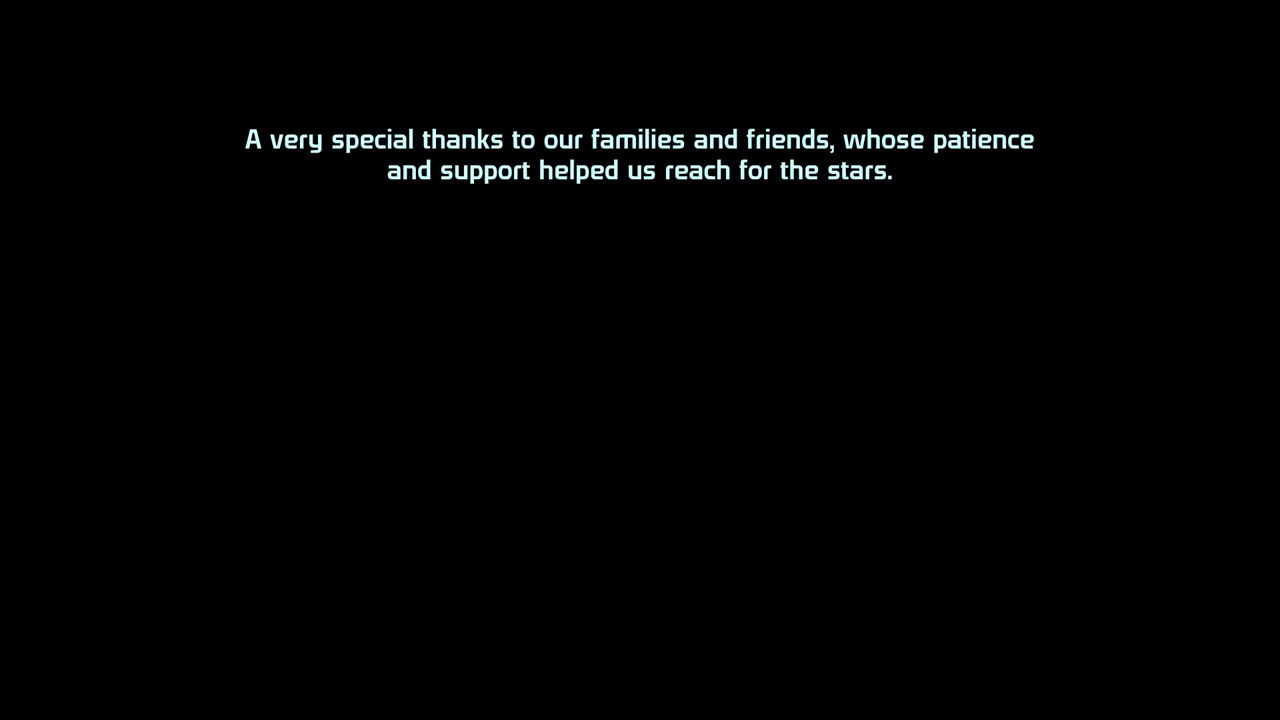 A very special thanks to our families and friends, whose patience
and support helped us reach for the stars.